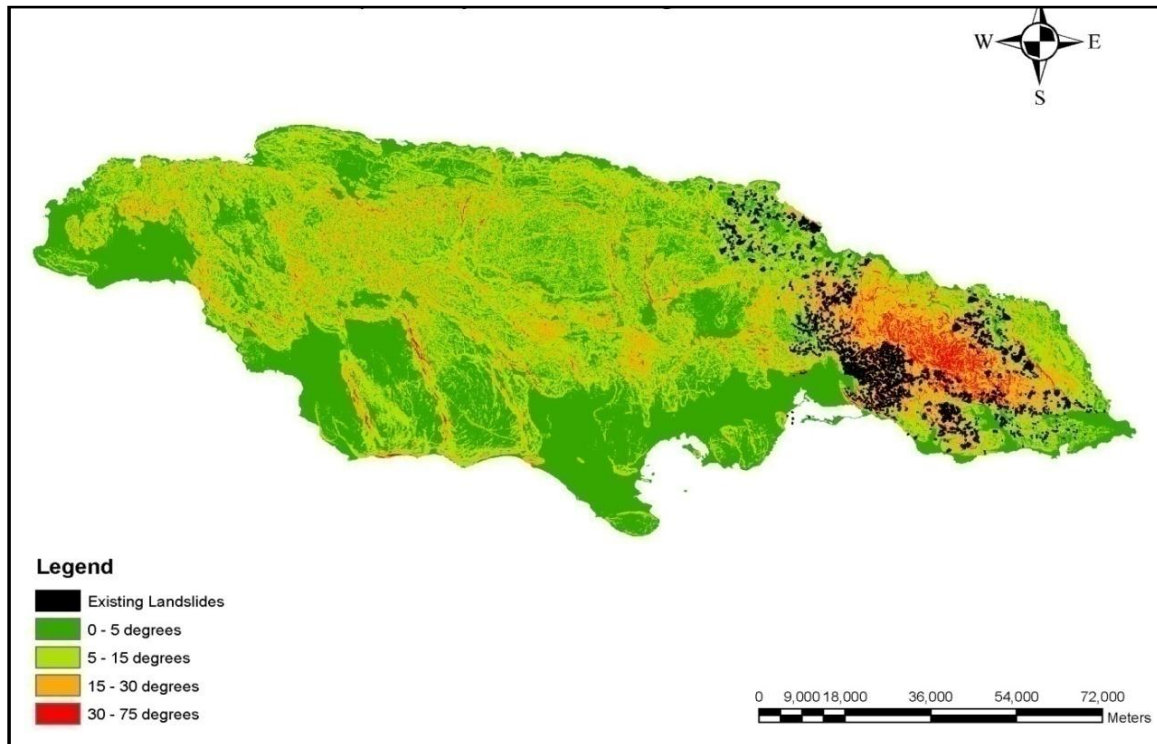 W E
S
Legend
Existing Landslides
0 - 5 degrees
5 - 15 degrees
15 - 30 degrees
30 - 75 degrees
0 9,000 18,000 36,000 54,000 72,000
Meters